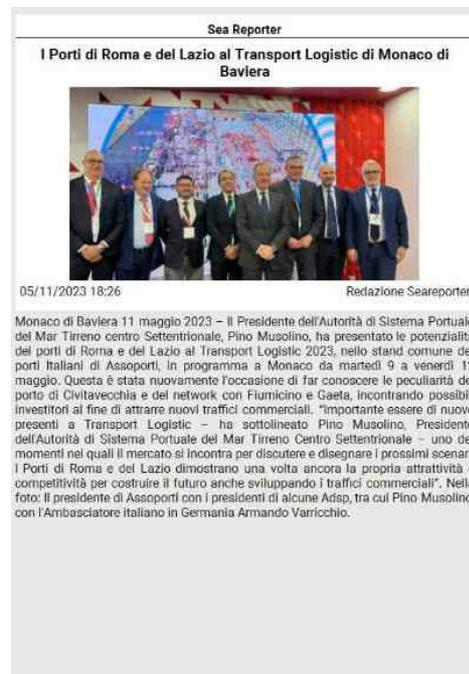 Sea Reporter
I Porti di Roma e del Lazio al Transport Logistic di Monaco di
Baviera
05/11/2023 18:26
Redazione Seareporter
Monaco di Baviera 11 maggio 2023 – Il Presidente dell'Autorità di Sistema Portuale
del Mar Tirreno centro Settentrionale, Pino Musolino, ha presentato le potenzialità
dei porti di Roma e del Lazio al Transport Logistic 2023, nello stand comune de
porti Italiani di Assoporti, in programma a Monaco da martedì 9 a venerdì 12
maggio. Questa è stata nuovamente l'occasione di far conoscere le peculiarità de
porto di Civitavecchia e del network con Fiumicino e Gaeta, incontrando possibil
investitori al fine di attrarre nuovi traffici commerciali. "Importante essere di nuov
presenti a Transport Logistic – ha sottolineato Pino Musolino, Presidente
dell'Autorità di Sistema Portuale del Mar Tirreno Centro Settentrionale – uno de
momenti nei quali il mercato si incontra per discutere e disegnare i prossimi scenar
I Porti di Roma e del Lazio dimostrano una volta ancora la propria attrattività
competitività per costruire il futuro anche sviluppando i traffici commerciali". Nella
foto: Il presidente di Assoporti con i presidenti di alcune Adsp, tra cui Pino Musolino
con l'Ambasciatore italiano in Germania Armando Varricchio.